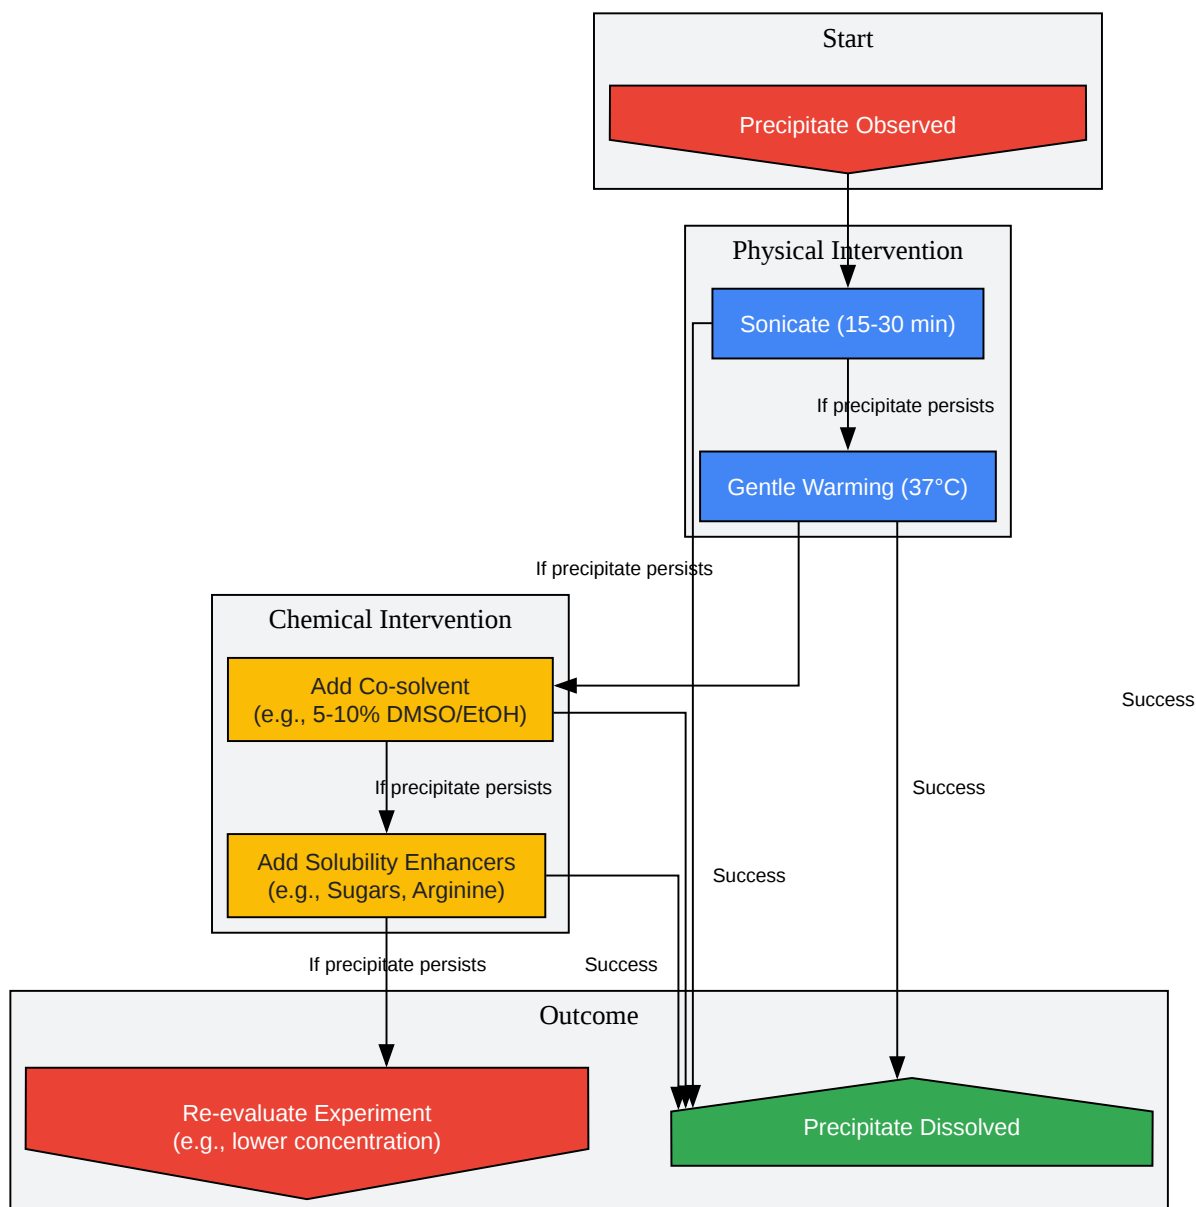 Start
Precipitate Observed
Physical Intervention
Sonicate (15-30 min)
If precipitate persists
Gentle Warming (37°C)
If precipitate persists
Chemical Intervention
Add Co-solvent
(e.g., 5-10% DMSO/EtOH)
Success
If precipitate persists
Success
Add Solubility Enhancers
(e.g., Sugars, Arginine)
Success
If precipitate persists
Success
Outcome
Re-evaluate Experiment
(e.g., lower concentration)
Precipitate Dissolved